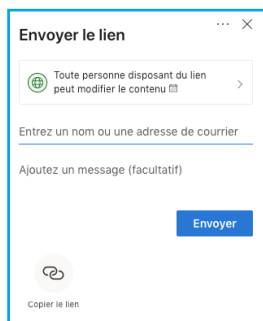 Envoyer le lien
Toute personne disposant du lien
peut modifier le contenu
Entrez un nom ou une adresse de courrier
Ajoutez un message (facultatif)
Envoyer
Copier le lien